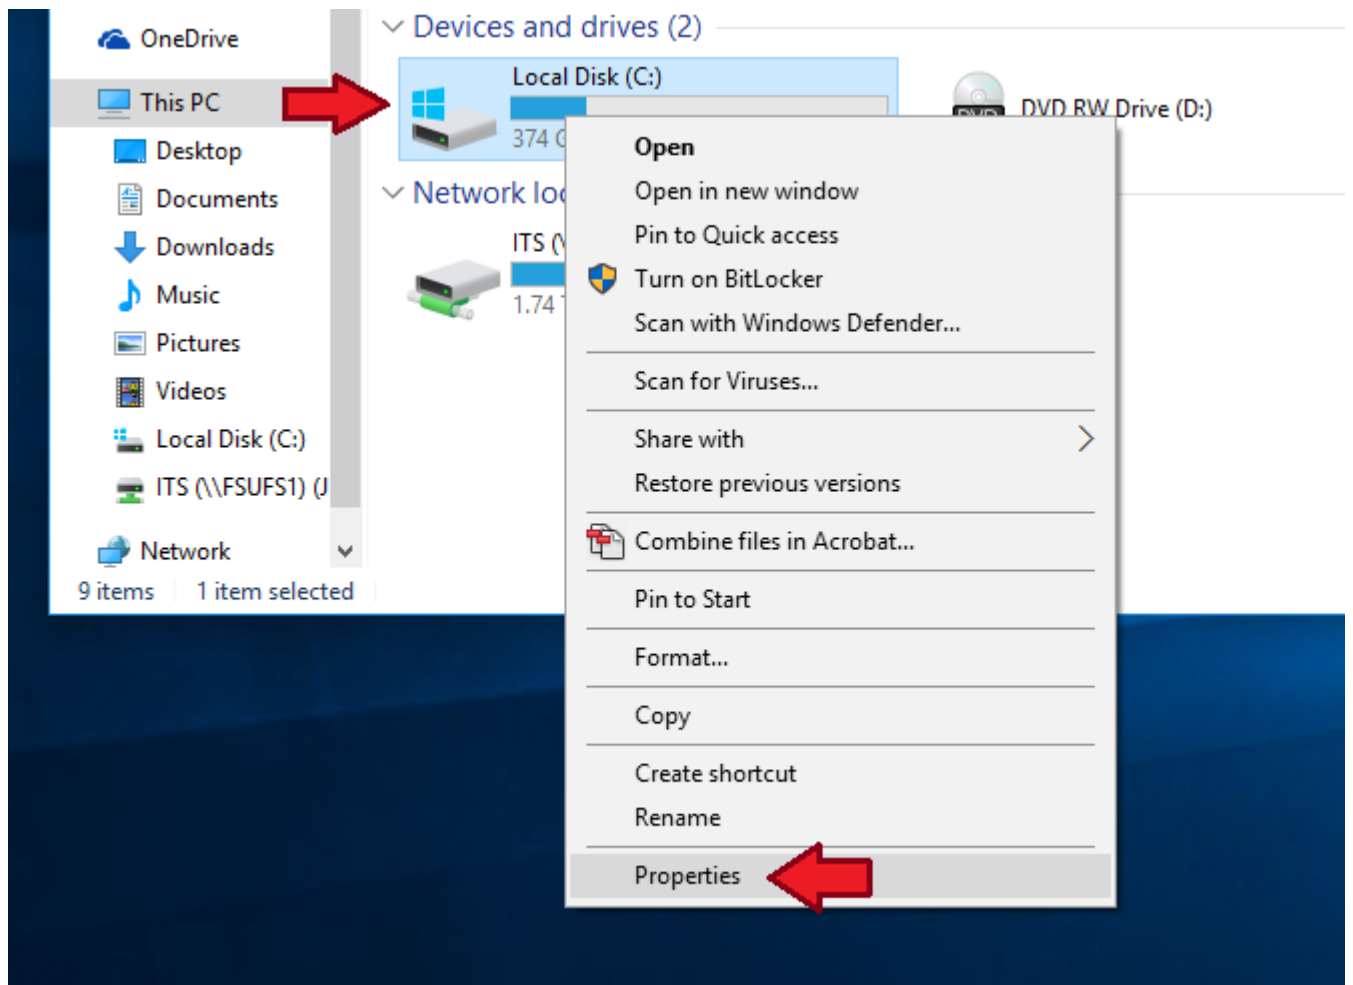 OneDrive
This PC
Desktop
Documents
Downloads
Music
Pictures
Videos
Local Disk (C:)
ITS (\\FSUFS1) (J
Network
9 items 1 item selected
Devices and drives (2)
Local Disk (C:)
374 G
DVD RW Drive (D:)
Network loc
ITS (\
1.74 T
Open
Open in new window
Pin to Quick access
Turn on BitLocker
Scan with Windows Defender...
Scan for Viruses...
Share with
Restore previous versions
Combine files in Acrobat...
Pin to Start
Format...
Copy
Create shortcut
Rename
Properties